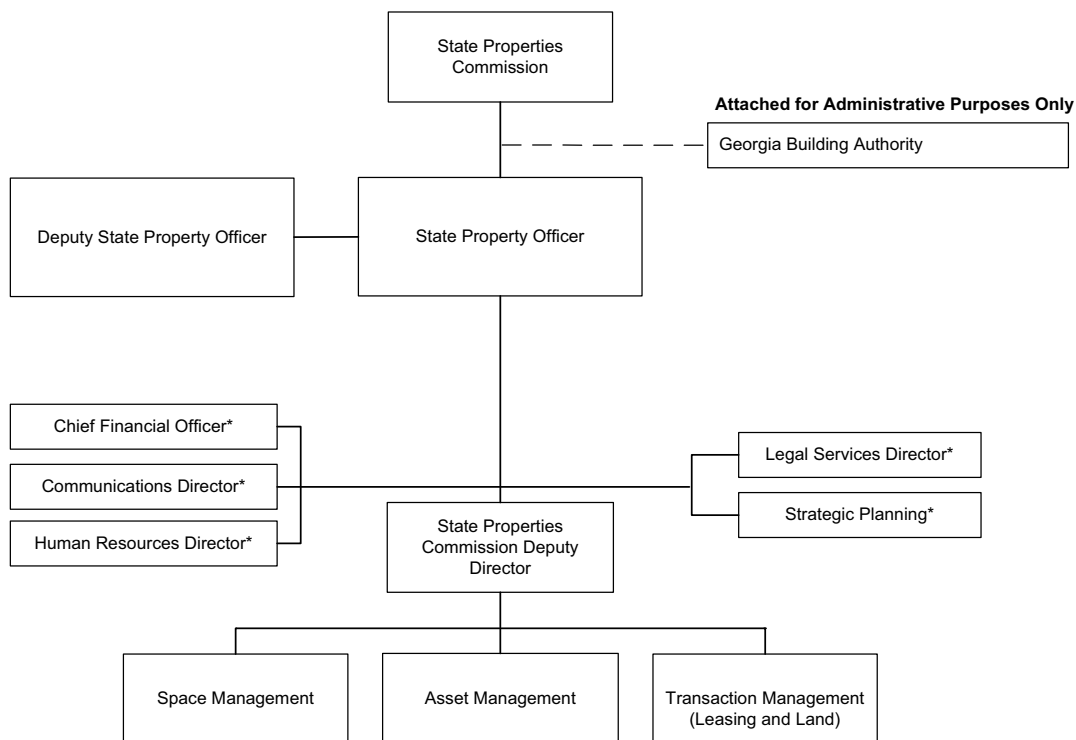 State Properties
Commission
Attached for Administrative Purposes Only
Georgia Building Authority
Deputy State Property Officer
State Property Officer
Chief Financial Officer*
Communications Director*
Human Resources Director*
Legal Services Director*
Strategic Planning*
State Properties
Commission Deputy
Director
Space Management
Asset Management
Transaction Management
(Leasing and Land)